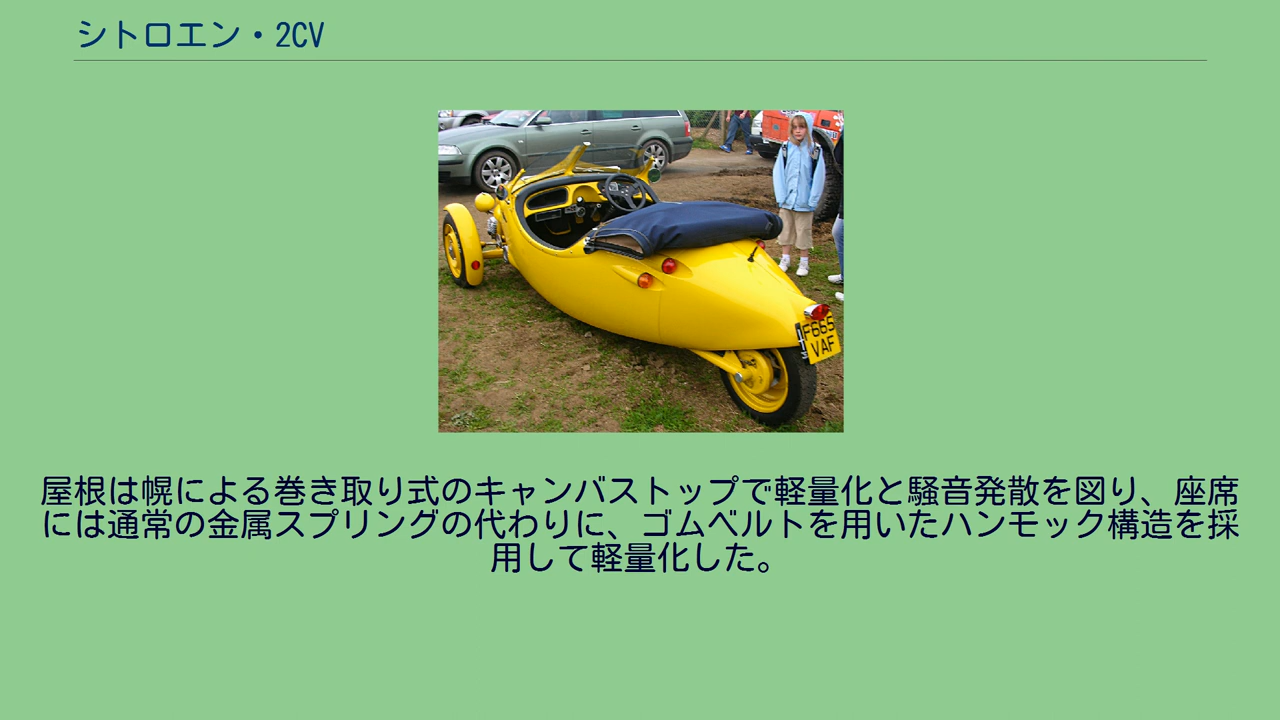 シトロエン・2CV
F665
VAF
屋根は幌による巻き取り式のキャンバストップで軽量化と騒音発散を図り、座席
には通常の金属スプリングの代わりに、ゴムベルトを用いたハンモック構造を採
用して軽量化した。